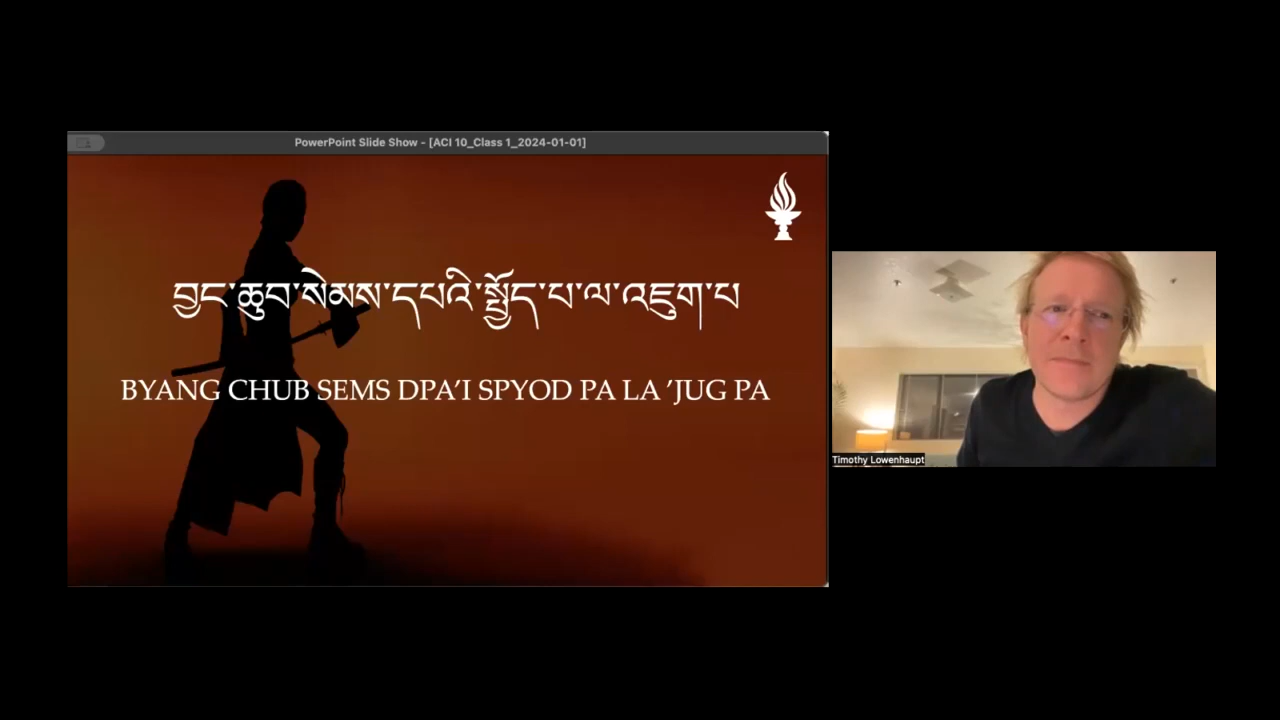 PowerPoint Slide Show - [ACI 10_Class 1_2024-01-01]
བྱང་ཆུབ་སེམས་དཔའི་སྤྱོད་པ་ལ་འཇུག་པ
BYANG CHUB SEMS DPA’I SPYOD PA LA ’JUG PA
Timothy Lowenhaupt